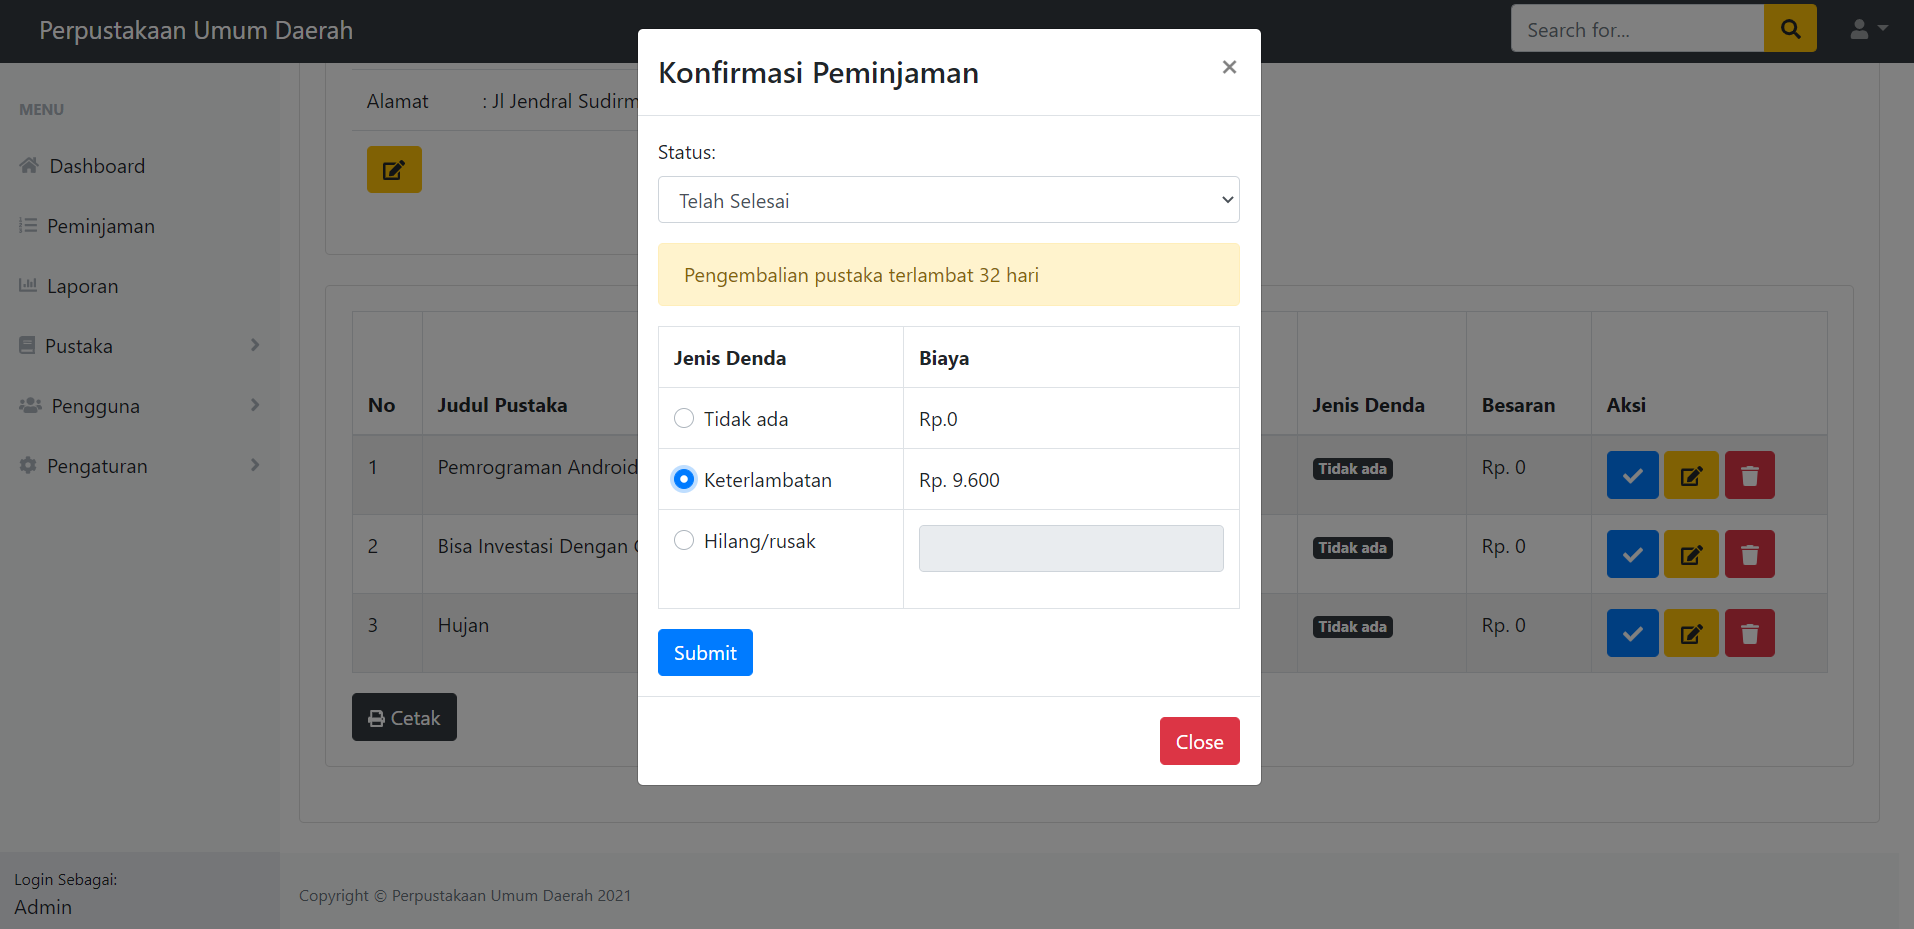 Perpustakaan Umum Daerah
Search for...
MENU
Dashboard
Peminjaman
Laporan
Pustaka
Pengguna
Pengaturan
Login Sebagai:
Admin
Alamat : Jl Jendral
Konfirmasi Peminjaman
×
Status:
Telah Selesai
Pengembalian pustaka terlambat 32 hari
Jenis Denda Biaya
Tidak ada Rp.0
Keterlambatan Rp. 9.600
Hilang/rusak
Submit
Close
No Judul Pustaka Jenis Denda Besaran Aksi
1 Pemrograman Android Tidak ada Rp. 0
2 Bisa Investasi Dengan Tidak ada Rp. 0
3 Hujan Tidak ada Rp. 0
Cetak
Copyright © Perpustakaan Umum Daerah 2021